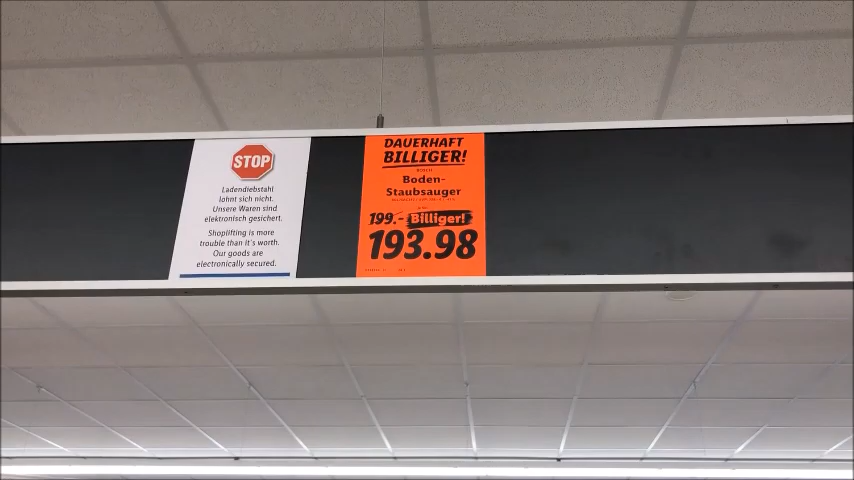 STOP
Ladendiebstahl
lohnt sich nicht.
Unsere Waren sind
elektronisch gesichert.
Shoplifting is more
trouble than it's worth.
Our goods are
electronically secured.
DAUERHAFT
BILLIGER!
BOSCH
Boden-
Staubsauger
199.- Billiger!
193.98